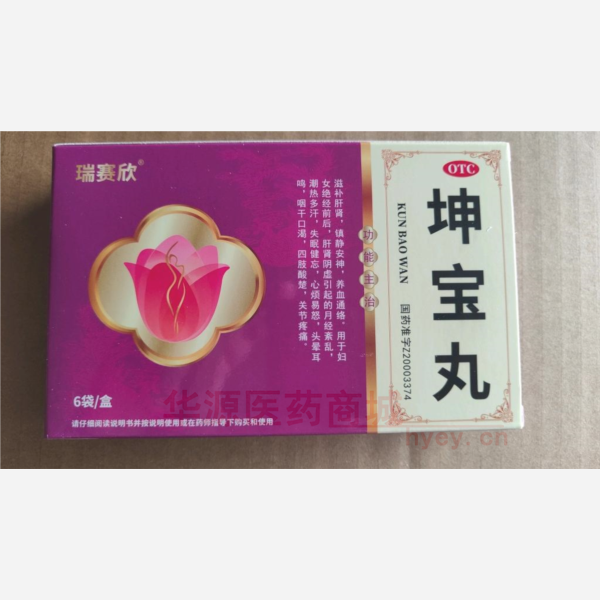 瑞赛欣®
功能主治
滋补肝肾，镇静安神，养血通络。用于妇
女绝经前后，肝肾阴虚引起的月经紊乱，
潮热多汗，失眠健忘，心烦易怒，头晕耳
鸣，咽干口渴，四肢酸楚，关节疼痛。
6袋/盒
请仔细阅读说明书并按说明使用或在药师指导下购买和使用
OTC
坤宝丸
KUN BAO WAN
国药准字Z20003374
华源医药商城
hyey.cn